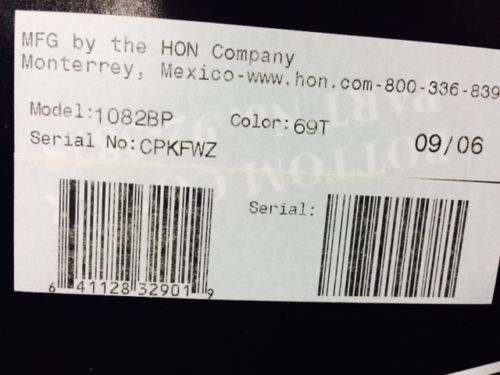 MFG by the HON Company
Monterrey, Mexico-www.hon.com-800-336-839
Model:1082BP Color:69T
Serial No:CPKFWZ 09/06
Serial:
6 41128 32901 9